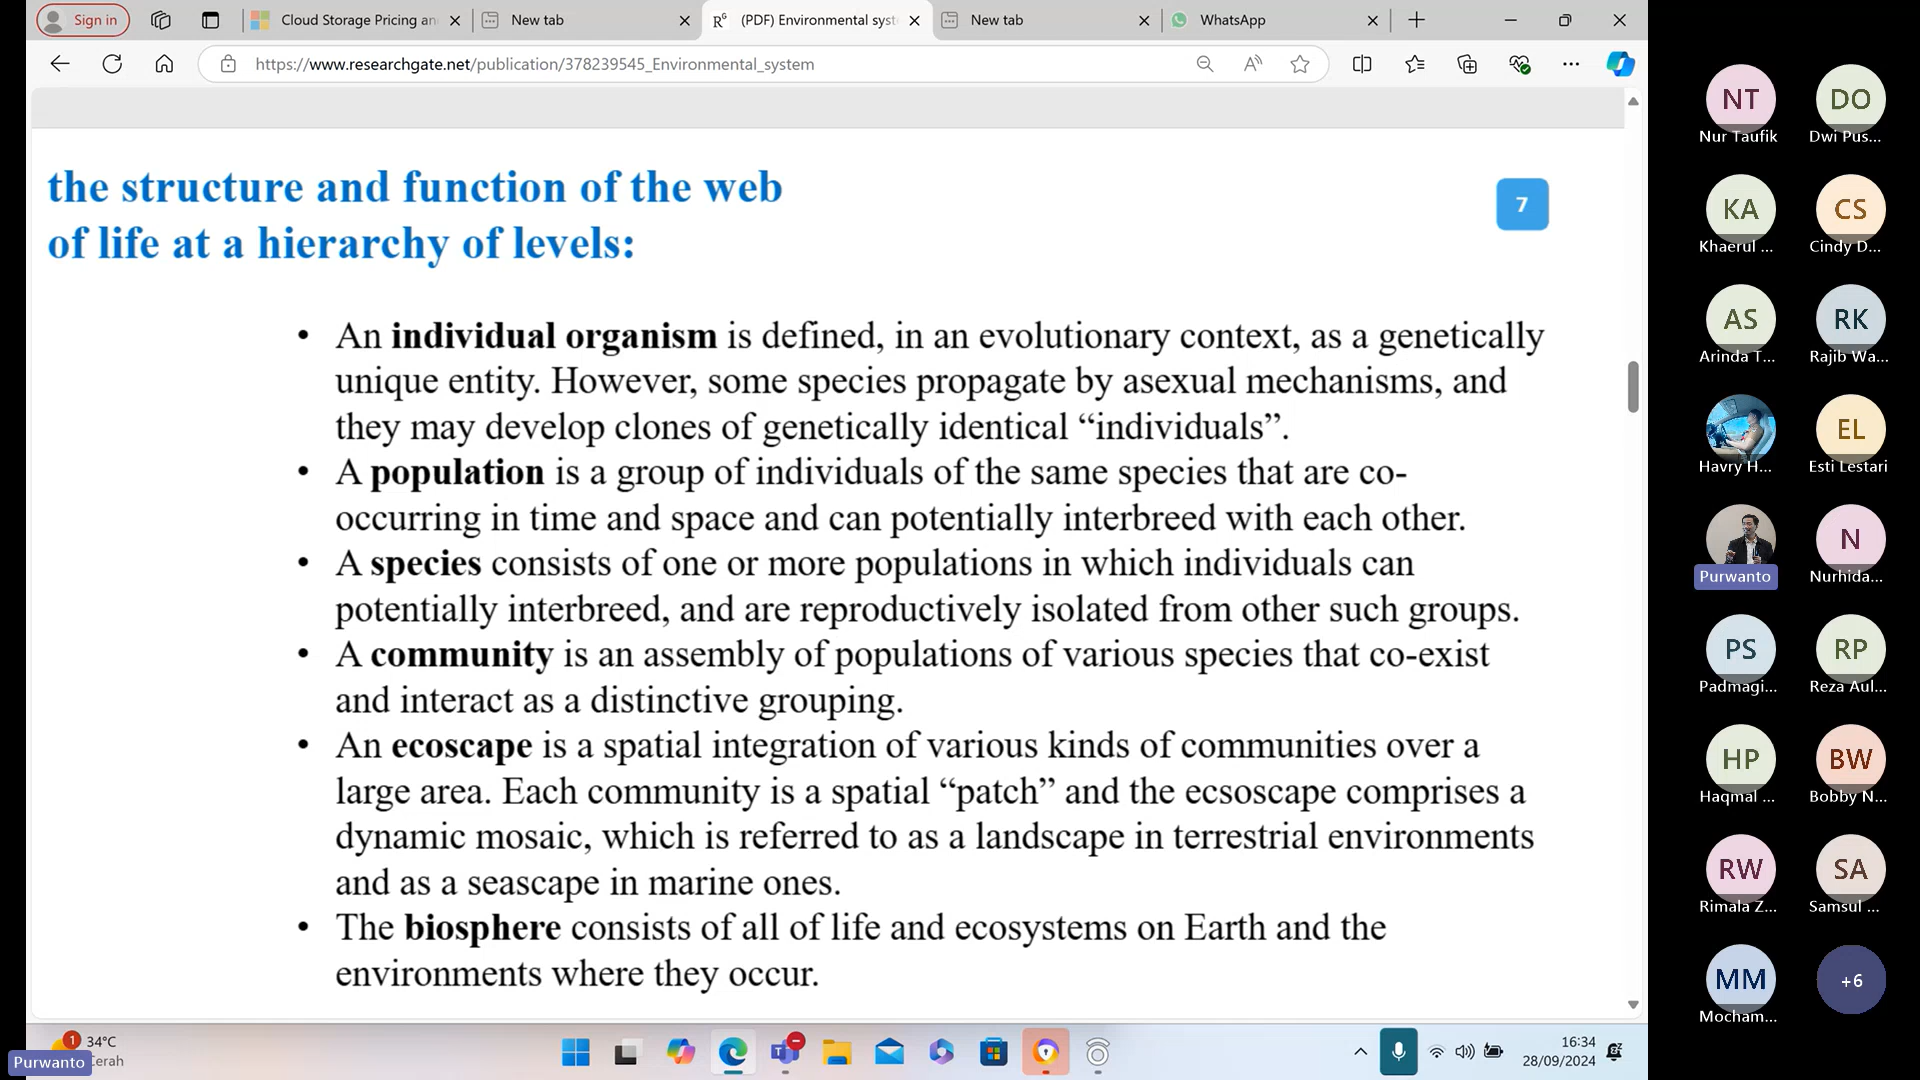 Sign in
Cloud Storage Pricing an
New tab
(PDF) Environmental syst
New tab
WhatsApp
https://www.researchgate.net/publication/378239545_Environmental_system
the structure and function of the web
of life at a hierarchy of levels:
7
• An individual organism is defined, in an evolutionary context, as a genetically
unique entity. However, some species propagate by asexual mechanisms, and
they may develop clones of genetically identical “individuals”.
• A population is a group of individuals of the same species that are co-
occurring in time and space and can potentially interbreed with each other.
• A species consists of one or more populations in which individuals can
potentially interbreed, and are reproductively isolated from other such groups.
• A community is an assembly of populations of various species that co-exist
and interact as a distinctive grouping.
• An ecoscape is a spatial integration of various kinds of communities over a
large area. Each community is a spatial “patch” and the ecsoscape comprises a
dynamic mosaic, which is referred to as a landscape in terrestrial environments
and as a seascape in marine ones.
• The biosphere consists of all of life and ecosystems on Earth and the
environments where they occur.
1
34°C
Cerah
Purwanto
16:34
28/09/2024
NT DO
Nur Taufik Dwi Pus...
KA CS
Khaerul ... Cindy D...
AS RK
Arinda T... Rajib Wa...
EL
Havry H... Esti Lestari
N
Purwanto Nurhida...
PS RP
Padmagi... Reza Aul...
HP BW
Haqmal ... Bobby N...
RW SA
Rimala Z... Samsul ...
MM +6
Mocham...